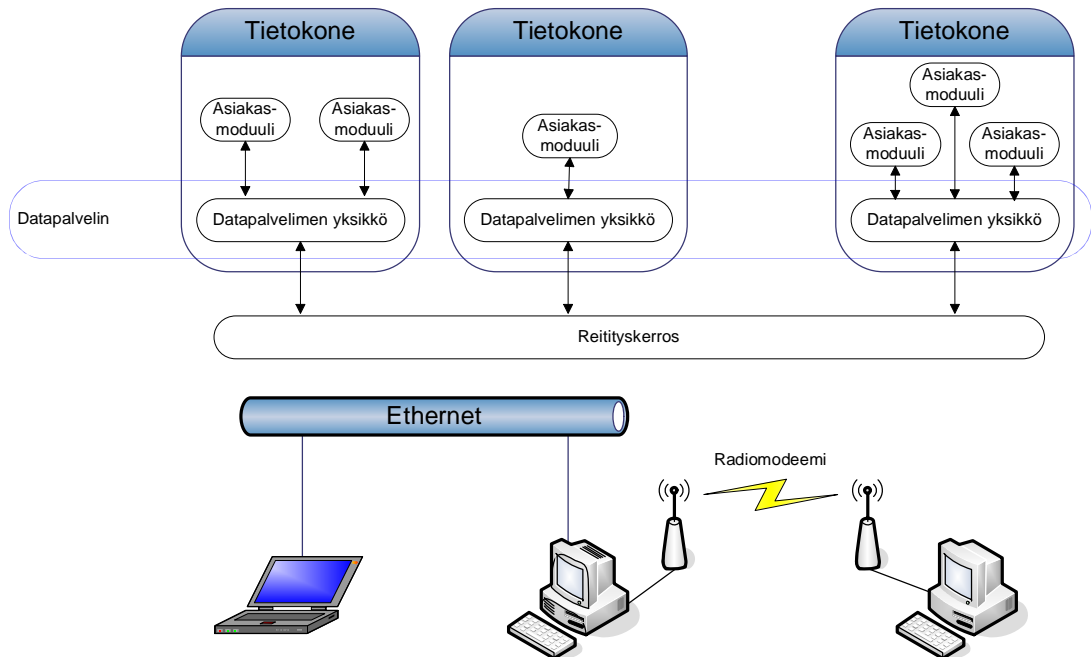 Tietokone
Tietokone
Tietokone
Asiakas-
moduuli
Asiakas-
moduuli
Asiakas-
moduuli
Asiakas-
moduuli
Asiakas-
moduuli
Asiakas-
moduuli
Datapalvelin
Datapalvelimen yksikkö
Datapalvelimen yksikkö
Datapalvelimen yksikkö
Reitityskerros
Ethernet
Radiomodeemi